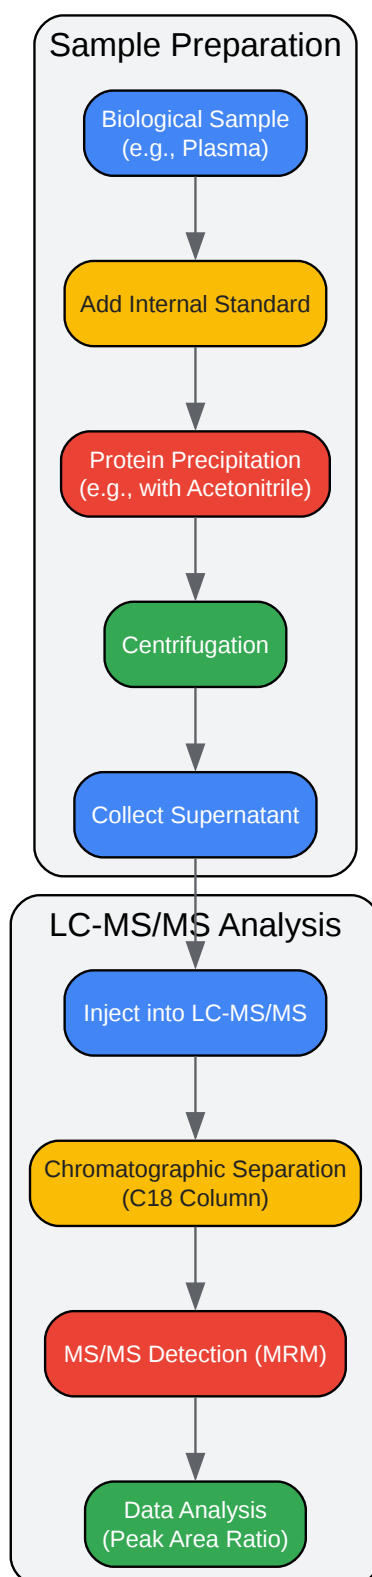 Sample Preparation
Biological Sample
(e.g., Plasma)
Add Internal Standard
Protein Precipitation
(e.g., with Acetonitrile)
Centrifugation
Collect Supernatant
LC-MS/MS Analysis
Inject into LC-MS/MS
Chromatographic Separation
(C18 Column)
MS/MS Detection (MRM)
Data Analysis
(Peak Area Ratio)